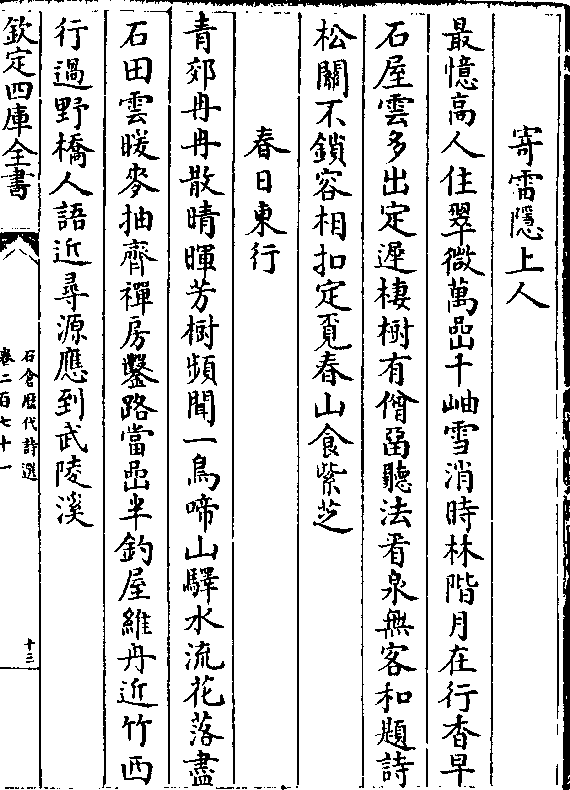 寄雷隱上人
最憶高人住翠微萬嵒千岫雪消時林階月在行香早
石屋雲多出定遲棲樹有僧畱聽法看泉無客和題詩
松關不鎖容相扣定覓春山食紫芝
春日東行
青郊冉冉散晴暉芳樹頻聞一鳥啼山驛水流花落盡
石田雲暖麥抽齊禪房鑿路當嵒半釣屋維舟近竹西
行過野橋人語近尋源應到武陵溪
欽定四庫全書
石倉歴代詩選
卷二百七十一
十三